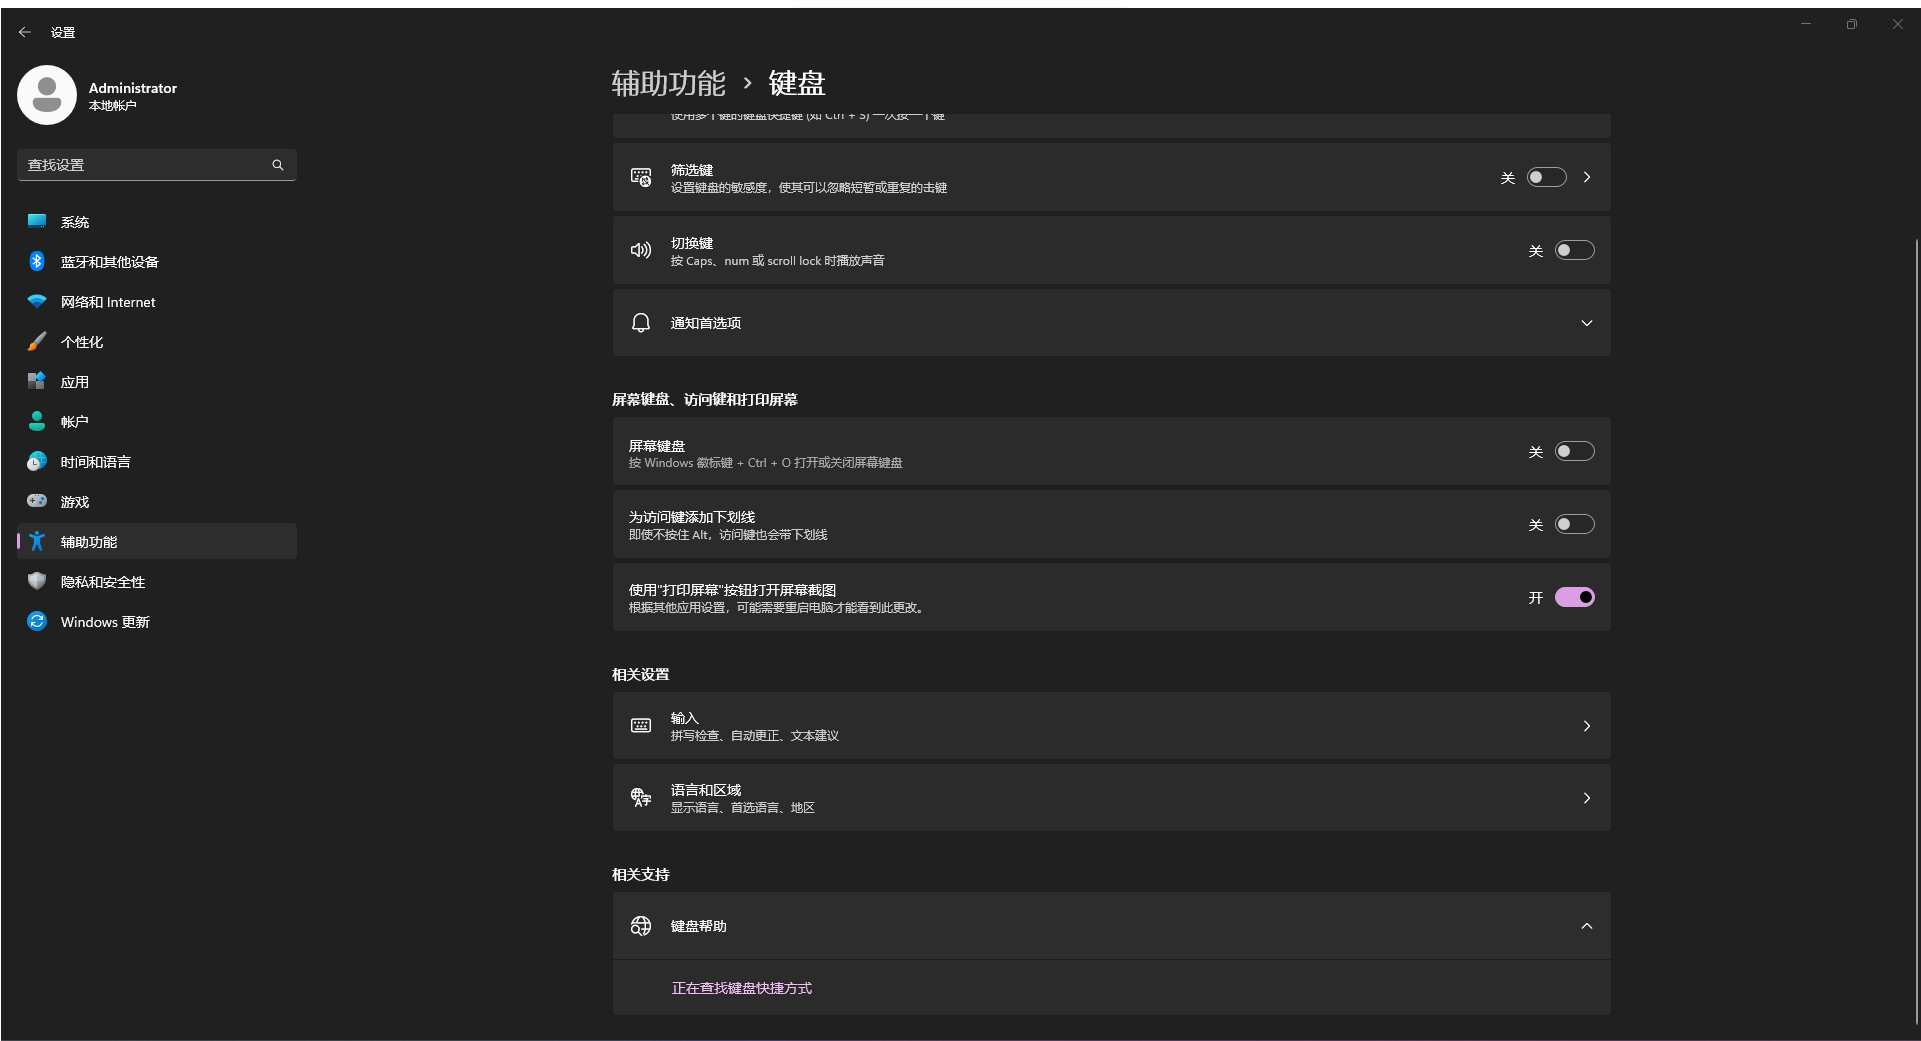 设置
Administrator
本地帐户
查找设置
系统
蓝牙和其他设备
网络和 Internet
个性化
应用
帐户
时间和语言
游戏
辅助功能
隐私和安全性
Windows 更新
辅助功能 › 键盘
使用多个键的键盘快捷键 (如 Ctrl + S) 一次按一个键
筛选键
设置键盘的敏感度，使其可以忽略短暂或重复的击键
关
切换键
按 Caps、num 或 scroll lock 时播放声音
关
通知首选项
屏幕键盘、访问键和打印屏幕
屏幕键盘
按 Windows 徽标键 + Ctrl + O 打开或关闭屏幕键盘
关
为访问键添加下划线
即使不按住 Alt，访问键也会带下划线
关
使用"打印屏幕"按钮打开屏幕截图
根据其他应用设置，可能需要重启电脑才能看到此更改。
开
相关设置
输入
拼写检查、自动更正、文本建议
语言和区域
显示语言、首选语言、地区
相关支持
键盘帮助
正在查找键盘快捷方式